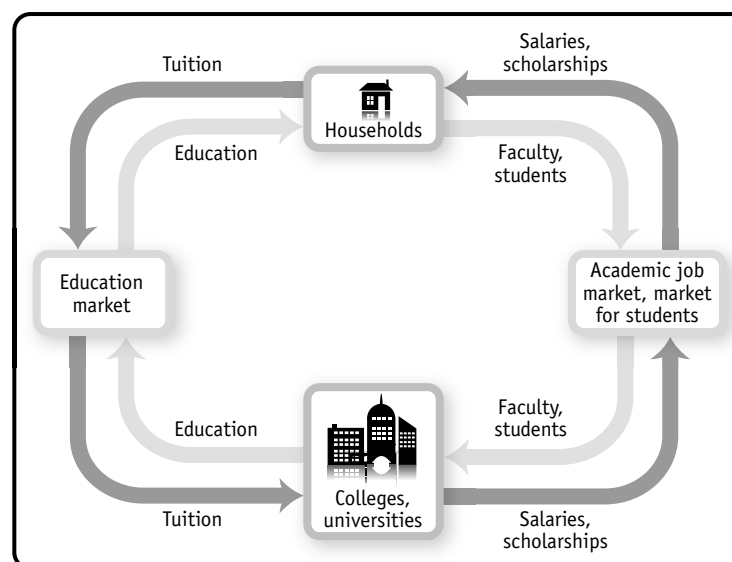 Tuition
Salaries,
scholarships
Households
Education
Faculty,
students
Education
market
Academic job
market, market
for students
Education
Faculty,
students
Colleges,
universities
Tuition
Salaries,
scholarships